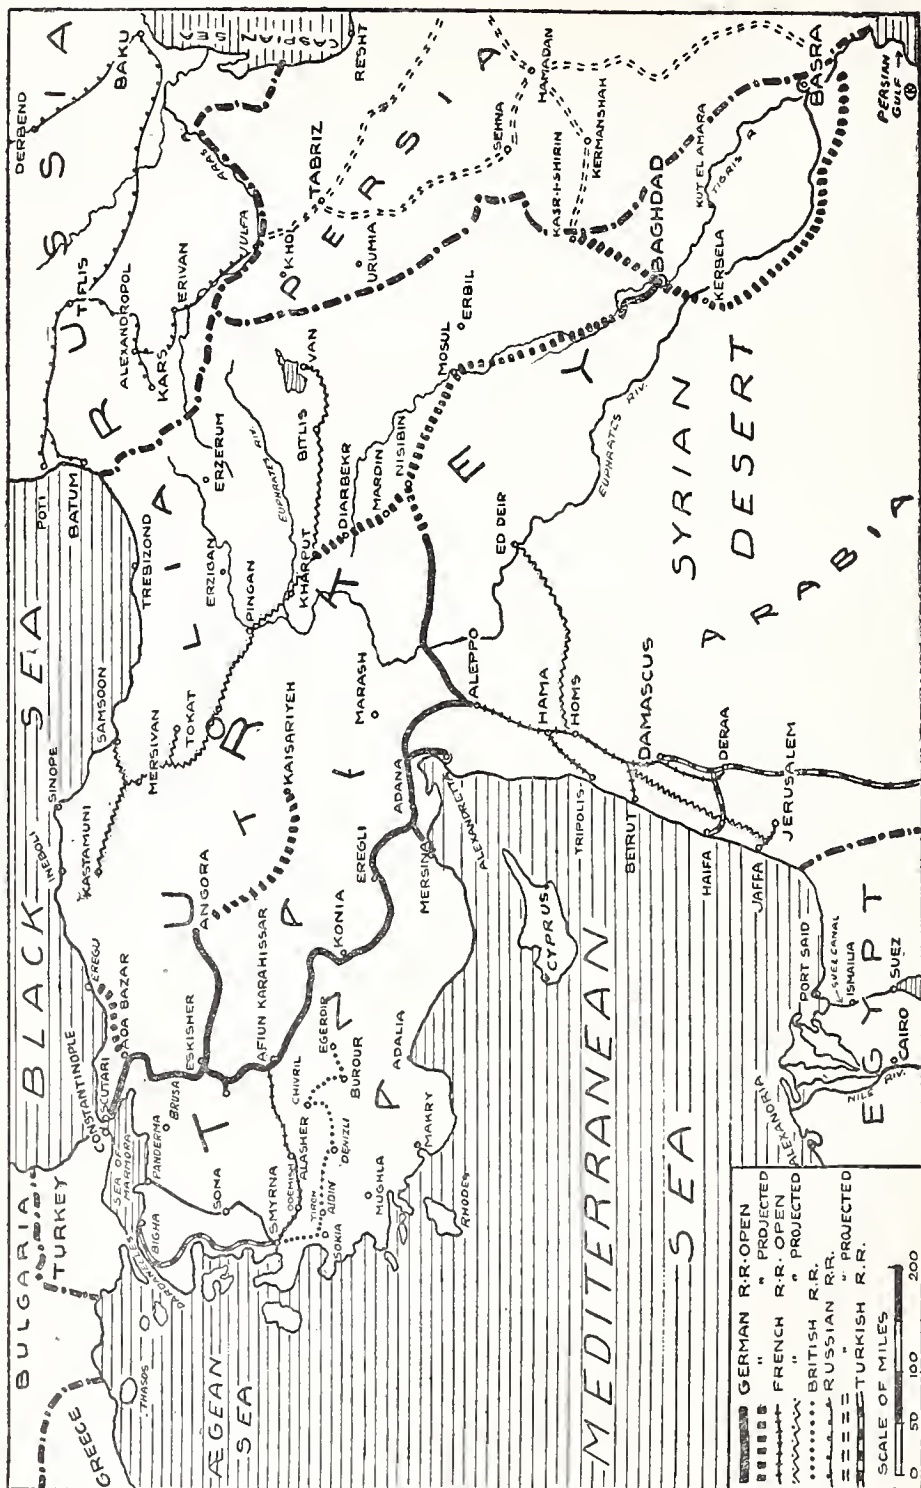 BLACK SEA
BULGARIA
TURKEY
GREECE
ÆGEAN
SEA
MEDITERRANEAN
SEA
RUSSIA
TURKEY
ANATOLIA
PERSIA
SYRIAN
DESERT
ARABIA
EGYPT
CYPRUS
THASOS
DARDANELLES
SEA OF
MARMORA
CONSTANTINOPLE
SCUTARI
ADA BAZAR
EREGU
INEBOLI
SINOPE
SAMSOON
KASTAMUNI
MERSIVAN
TOKAT
TREBIZOND
BATUM
POTI
TIFLIS
ALEXANDROPOL
KARS
ERIVAN
DERBEND
BAKU
RESHT
ARAS
JULFA
TABRIZ
KHOI
URUMIA
SEHNA
HAMADAN
KASR-I-SHIRIN
KERMANSHAH
BIGHA
PANDERMA
BRUSA
ESKISHER
ANGORA
KAISARIYEH
ERZIGAN
ERZERUM
PINGAN
EUPHRATES RIV.
KHARPUT
BITLIS
VAN
DIARBEKR
MARDIN
NISIBIN
MOSUL
ERBIL
SOMA
SMYRNA
ODEMISH
ALASHER
TIREH
AIDIN
SOKIA
DENIZLI
CHIVRIL
AFIUN KARAHISSAR
EGERDIR
BUROUR
KONIA
EREGLI
ADANA
MERSINA
MARASH
ALEXANDRETTA
ALEPPO
ED DEIR
EUPHRATES RIV.
MUGHLA
MAKRY
ADALIA
RHODES
HAMA
HOMS
TRIPOLIS
BEIRUT
DAMASCUS
DERAA
HAIFA
JAFFA
JERUSALEM
BAGHDAD
KERBELA
KUT EL AMARA
TIGRIS R
BASRA
PERSIAN
GULF
ALEXANDRIA
PORT SAID
SUEZ CANAL
ISMAILIA
SUEZ
CAIRO
NILE RIV.
GERMAN R.R. OPEN
" " PROJECTED
FRENCH R.R. OPEN
" " PROJECTED
BRITISH R.R.
RUSSIAN R.R.
" " PROJECTED
TURKISH R.R.
SCALE OF MILES
0 50 100 200